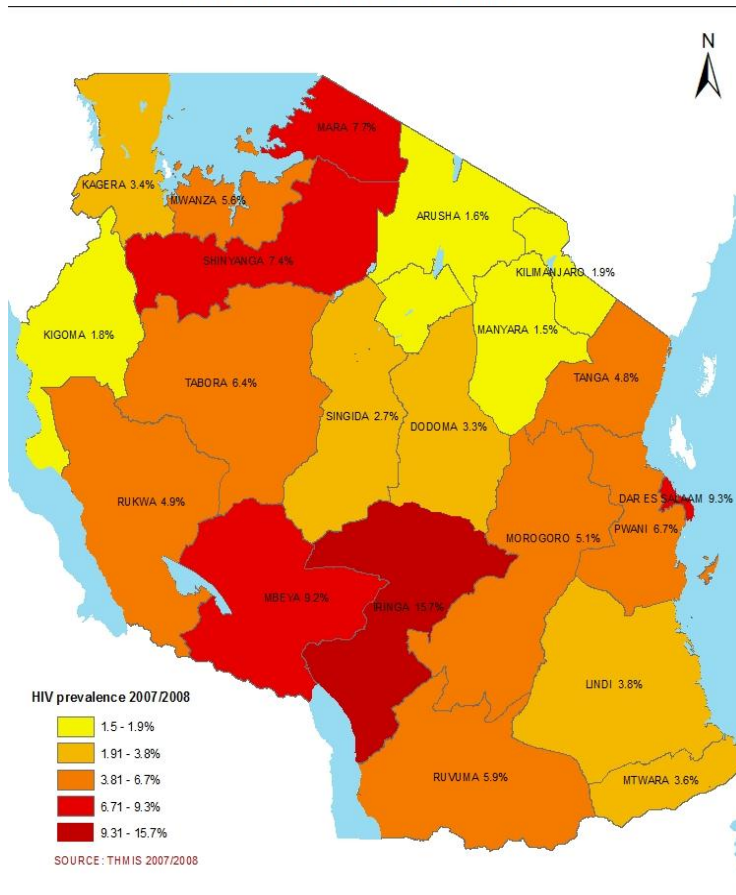 N
MARA 7.7%
KAGERA 3.4%
MWANZA 5.6%
ARUSHA 1.6%
SHINYANGA 7.4%
KILIMANJARO 1.9%
KIGOMA 1.8%
MANYARA 1.5%
TANGA 4.8%
TABORA 6.4%
SINGIDA 2.7%
DODOMA 3.3%
DAR ES SALAAM 9.3%
RUKWA 4.9%
PWANI 6.7%
MOROGORO 5.1%
MBEYA 9.2%
IRINGA 15.7%
LINDI 3.8%
RUVUMA 5.9%
MTWARA 3.6%
HIV prevalence 2007/2008
1.5 - 1.9%
1.91 - 3.8%
3.81 - 6.7%
6.71 - 9.3%
9.31 - 15.7%
SOURCE: THMIS 2007/2008